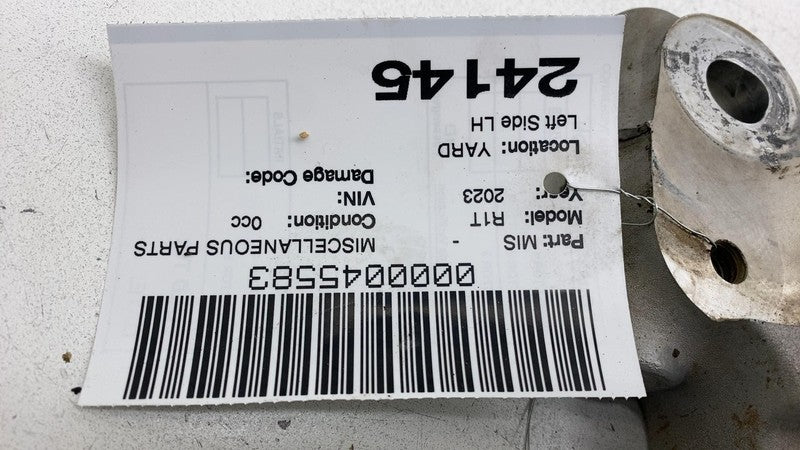 0000045583
Part: MIS - MISCELLANEOUS PARTS
Model: R1T Condition: 0cc
Year: 2023 VIN:
Damage Code:
Location: YARD
Left Side LH
24145